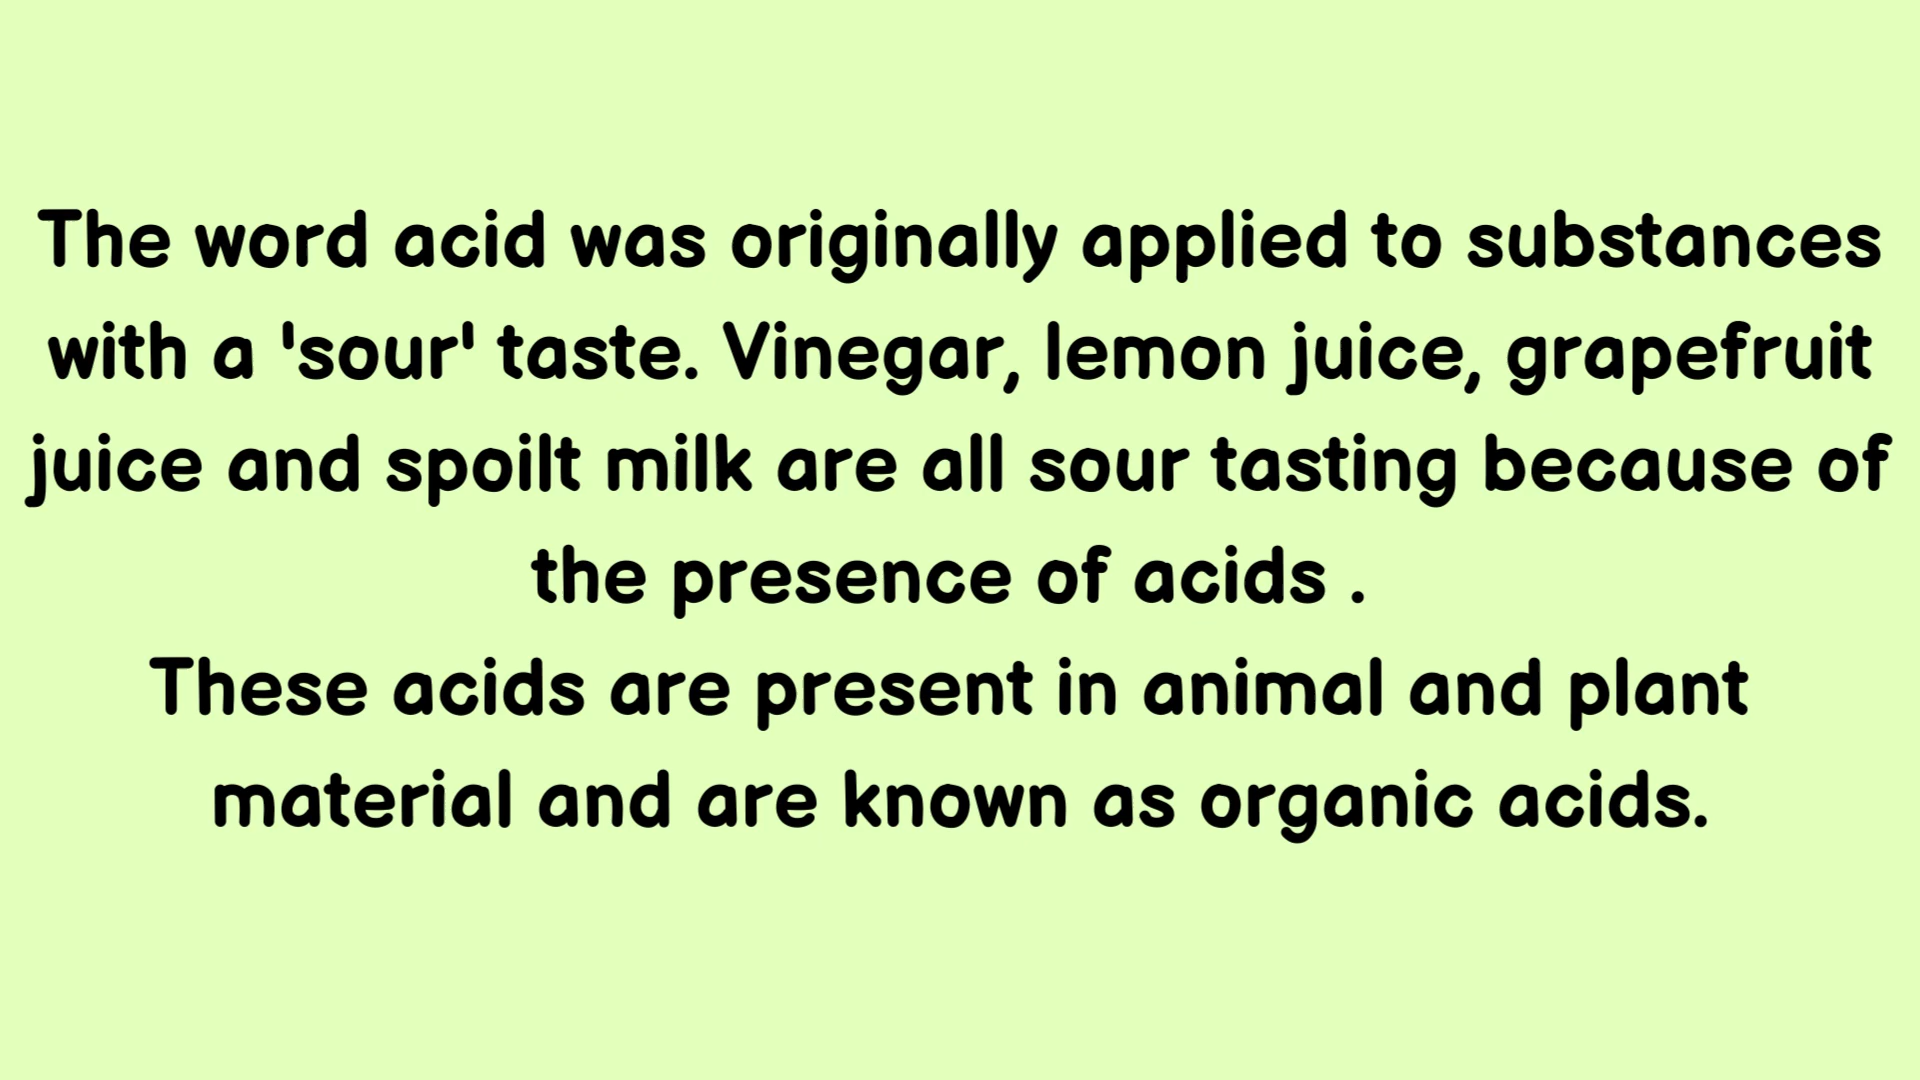 The word acid was originally applied to substances
with a 'sour' taste. Vinegar, lemon juice, grapefruit
juice and spoilt milk are all sour tasting because of
the presence of acids .
These acids are present in animal and plant
material and are known as organic acids.